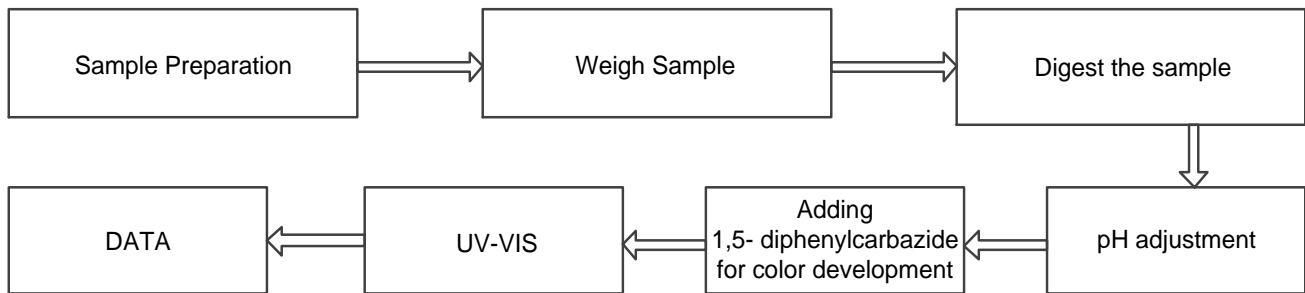 Sample Preparation
Weigh Sample
Digest the sample
pH adjustment
Adding
1,5- diphenylcarbazide
for color development
UV-VIS
DATA